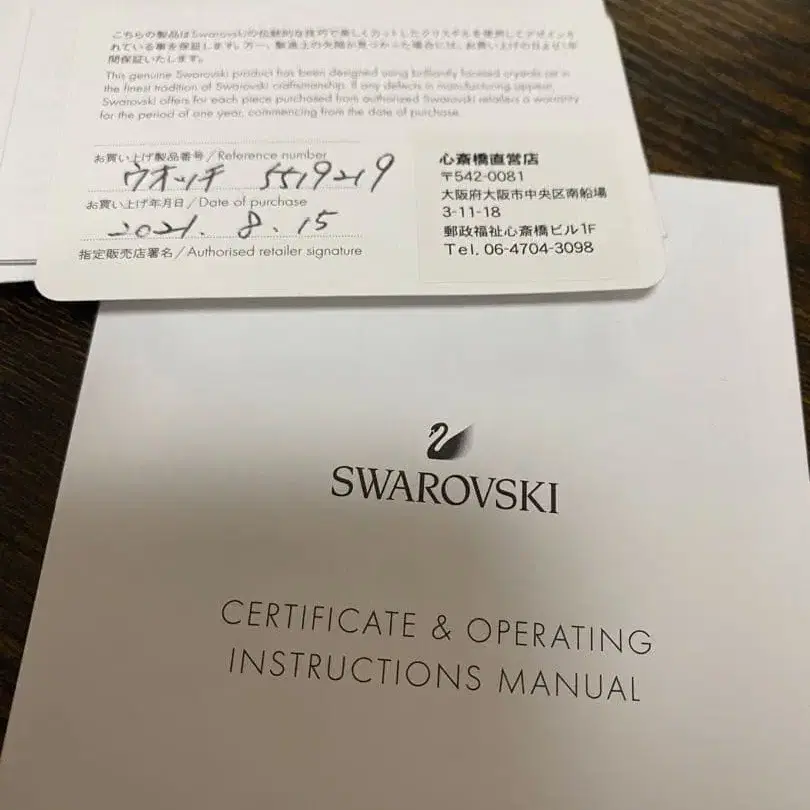 こちらの製品はSwarovskiの伝統的な技巧で美しくカットしたクリスタルを使用してデザインさ
れている事を保証します。万一、製造上の欠陥が見つかった場合には、お買い上げの日より1年
間保証いたします。
This genuine Swarovski product has been designed using brilliantly faceted crystals set in
the finest tradition of Swarovski craftsmanship. If any defects in manufacturing appear,
Swarovski offers for each piece purchased from authorized Swarovski retailers a warranty
for the period of one year, commencing from the date of purchase.
お買い上げ製品番号/Reference number
ウオッチ 5519219
お買い上げ年月日/Date of purchase
2021. 8. 15
指定販売店署名/Authorised retailer signature
心斎橋直営店
〒542-0081
大阪府大阪市中央区南船場
3-11-18
郵政福祉心斎橋ビル1F
Tel. 06-4704-3098
SWAROVSKI
CERTIFICATE & OPERATING
INSTRUCTIONS MANUAL